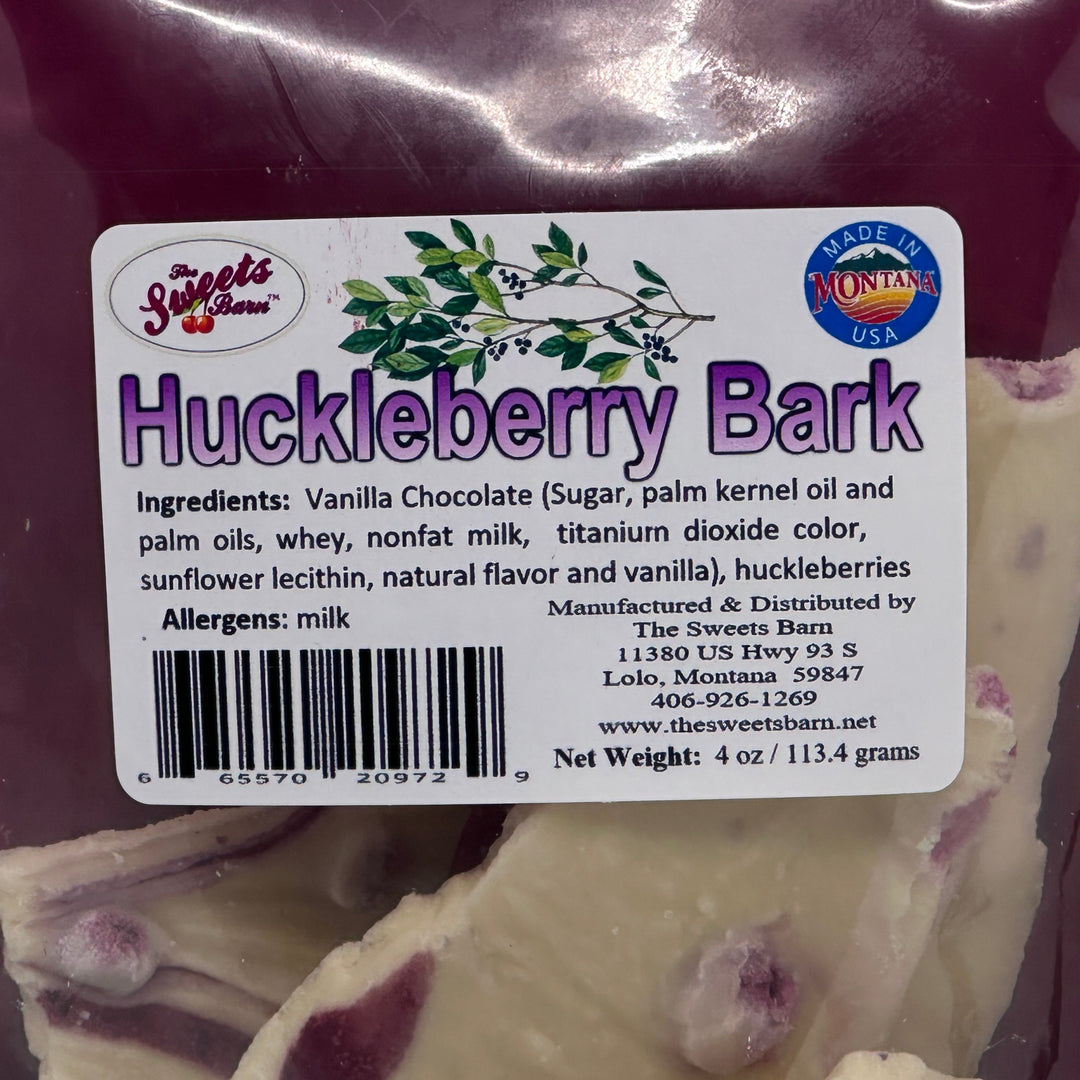 The
Sweets
Barn™
MADE IN
MONTANA
USA
Huckleberry Bark
Ingredients: Vanilla Chocolate (Sugar, palm kernel oil and
palm oils, whey, nonfat milk, titanium dioxide color,
sunflower lecithin, natural flavor and vanilla), huckleberries
Allergens: milk
Manufactured & Distributed by
The Sweets Barn
11380 US Hwy 93 S
Lolo, Montana 59847
406-926-1269
www.thesweetsbarn.net
Net Weight: 4 oz / 113.4 grams
6 65570 20972 9